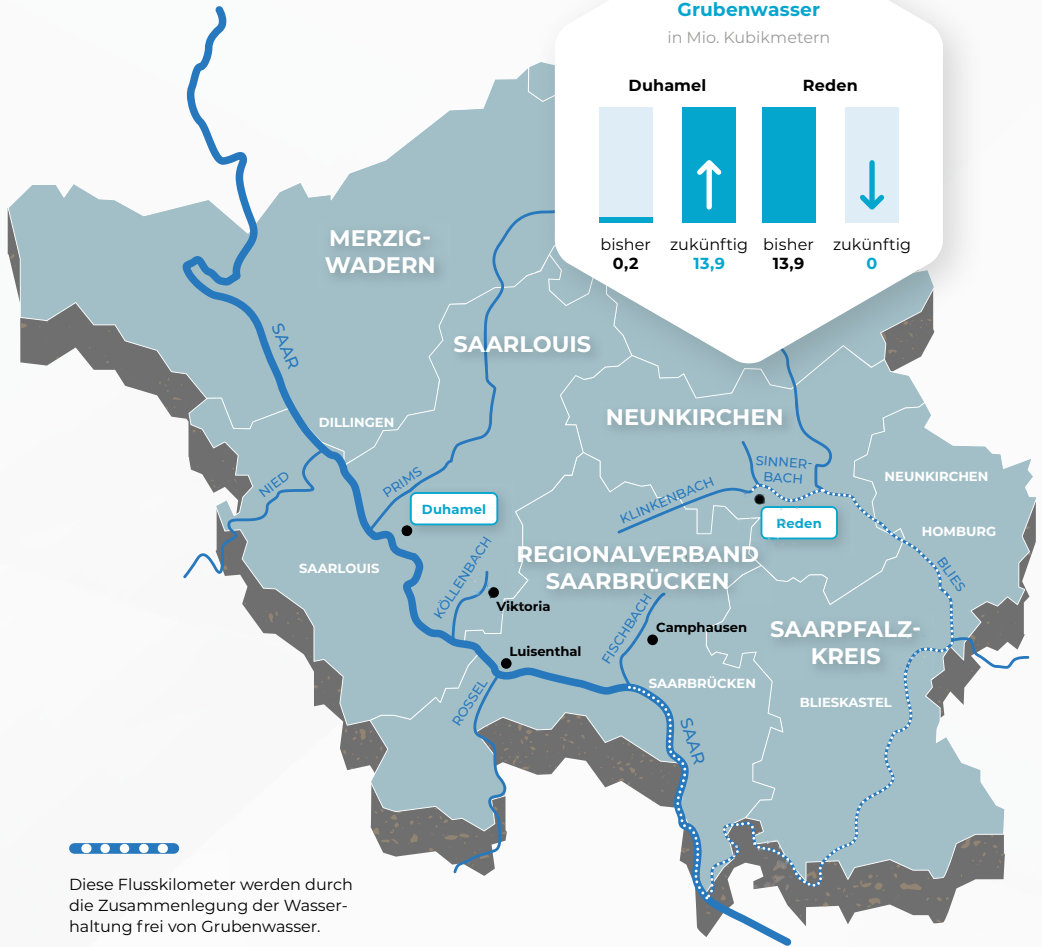 Grubenwasser
in Mio. Kubikmetern
Duhamel
Reden
bisher
0,2
zukünftig
13,9
bisher
13,9
zukünftig
0
MERZIG-
WADERN
SAAR
SAARLOUIS
DILLINGEN
NEUNKIRCHEN
NIED
PRIMS
Duhamel
KLINKENBACH
SINNER-
BACH
Reden
NEUNKIRCHEN
HOMBURG
SAARLOUIS
KÖLLENBACH
REGIONALVERBAND
SAARBRÜCKEN
BLIES
Viktoria
FISCHBACH
Camphausen
SAARPFALZ-
KREIS
Luisenthal
ROSSEL
SAARBRÜCKEN
BLIESKASTEL
SAAR
Diese Flusskilometer werden durch
die Zusammenlegung der Wasser-
haltung frei von Grubenwasser.